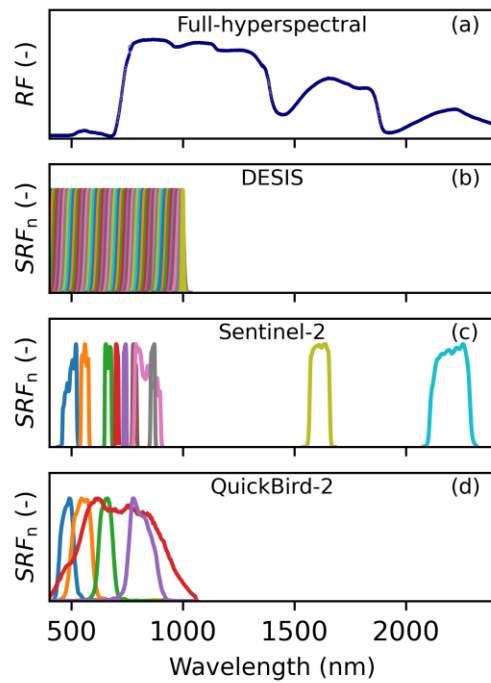 Full-hyperspectral (a)
RF (-)
DESIS (b)
SRFn (-)
Sentinel-2 (c)
SRFn (-)
QuickBird-2 (d)
SRFn (-)
500 1000 1500 2000
Wavelength (nm)